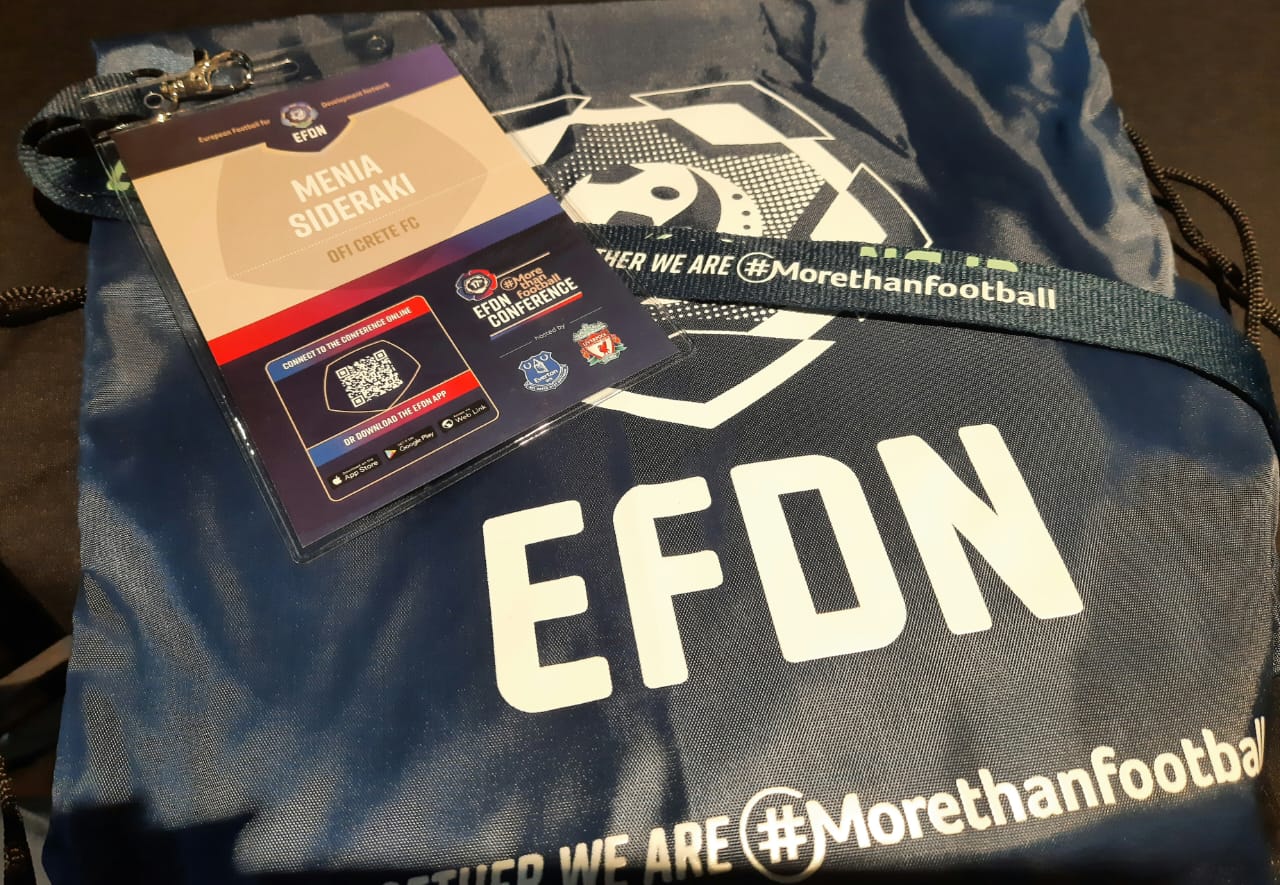 European Football for
Development Network
EFDN
MENIA
SIDERAKI
OFI CRETE FC
#More
than
football
EFDN
CONFERENCE
hosted by
Everton
CONNECT TO THE CONFERENCE ONLINE
OR DOWNLOAD THE EFDN APP
App Store
Google Play
Web Link
WE ARE #Morethanfootball
EFDN
WE ARE #Morethanfootball